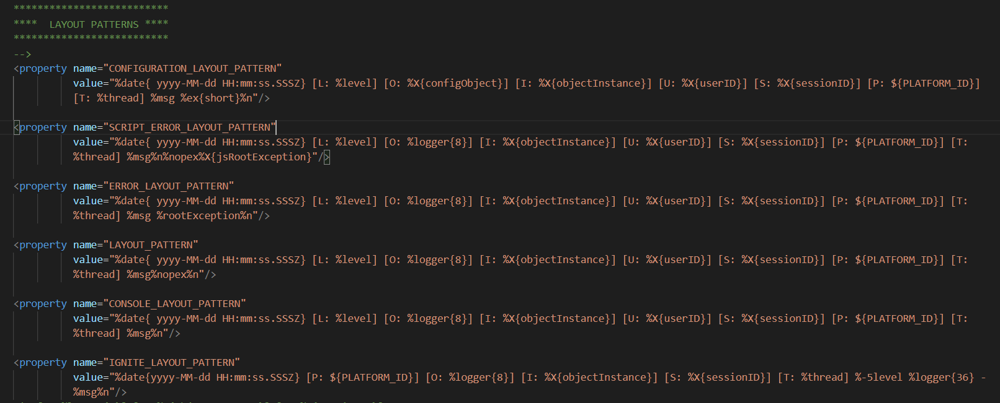 **************************
****  LAYOUT PATTERNS ****
**************************
-->
<property name="CONFIGURATION_LAYOUT_PATTERN"
value="%date{ yyyy-MM-dd HH:mm:ss.SSSZ} [L: %level] [O: %X{configObject}] [I: %X{objectInstance}] [U: %X{userID}] [S: %X{sessionID}] [P: ${PLATFORM_ID}]
[T: %thread] %msg %ex{short}%n"/>
<property name="SCRIPT_ERROR_LAYOUT_PATTERN"
value="%date{ yyyy-MM-dd HH:mm:ss.SSSZ} [L: %level] [O: %logger{8}] [I: %X{objectInstance}] [U: %X{userID}] [S: %X{sessionID}] [P: ${PLATFORM_ID}] [T:
%thread] %msg%n%nopex%X{jsRootException}"/>
<property name="ERROR_LAYOUT_PATTERN"
value="%date{ yyyy-MM-dd HH:mm:ss.SSSZ} [L: %level] [O: %logger{8}] [I: %X{objectInstance}] [U: %X{userID}] [S: %X{sessionID}] [P: ${PLATFORM_ID}] [T:
%thread] %msg %rootException%n"/>
<property name="LAYOUT_PATTERN"
value="%date{ yyyy-MM-dd HH:mm:ss.SSSZ} [L: %level] [O: %logger{8}] [I: %X{objectInstance}] [U: %X{userID}] [S: %X{sessionID}] [P: ${PLATFORM_ID}] [T:
%thread] %msg%nopex%n"/>
<property name="CONSOLE_LAYOUT_PATTERN"
value="%date{ yyyy-MM-dd HH:mm:ss.SSSZ} [L: %level] [O: %logger{8}] [I: %X{objectInstance}] [U: %X{userID}] [S: %X{sessionID}] [P: ${PLATFORM_ID}] [T:
%thread] %msg%n"/>
<property name="IGNITE_LAYOUT_PATTERN"
value="%date{yyyy-MM-dd HH:mm:ss.SSSZ} [P: ${PLATFORM_ID}] [O: %logger{8}] [I: %X{objectInstance}] [S: %X{sessionID}] [T: %thread] %-5level %logger{36} -
%msg%n"/>